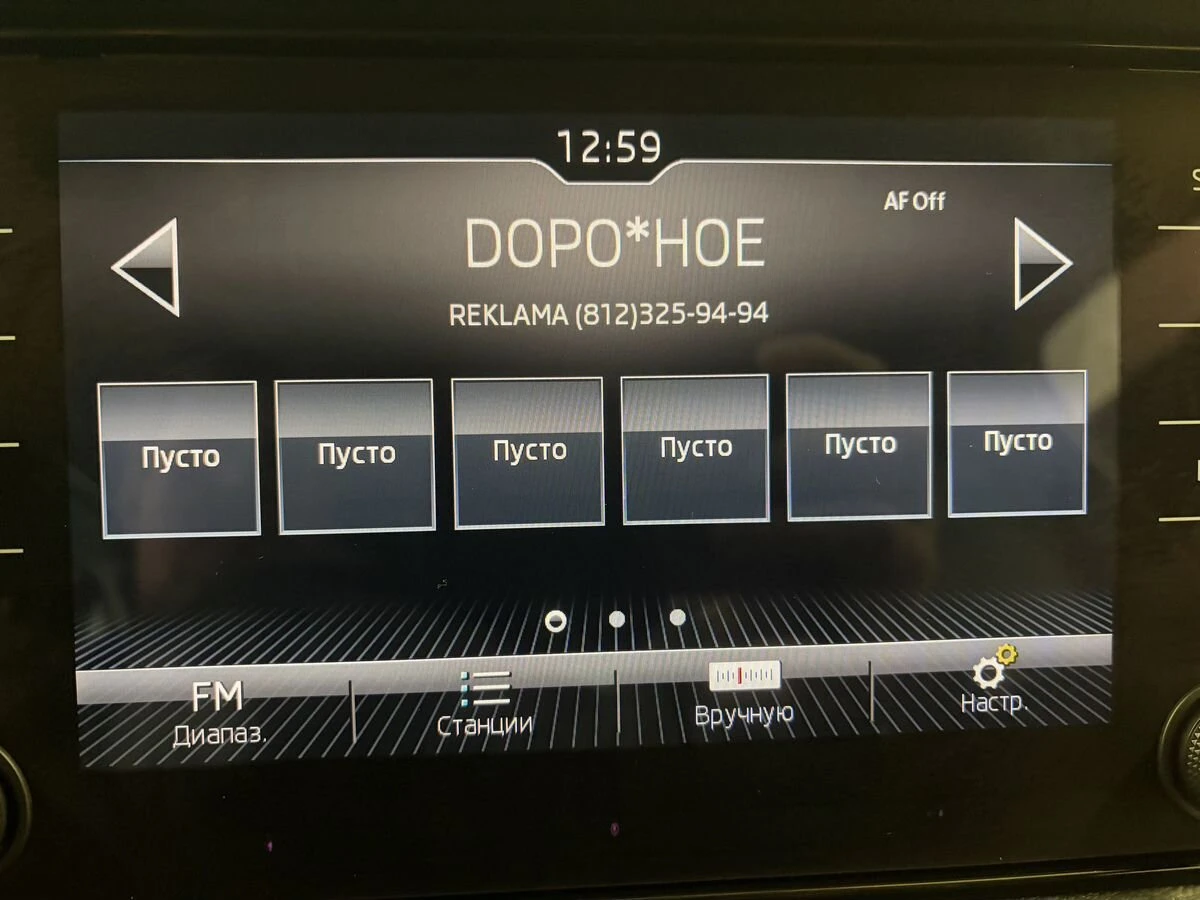 12:59
AF Off
DOPO*HOE
REKLAMA (812)325-94-94
Пусто Пусто Пусто Пусто Пусто Пусто
FM
Диапаз. Станции Вручную Настр.